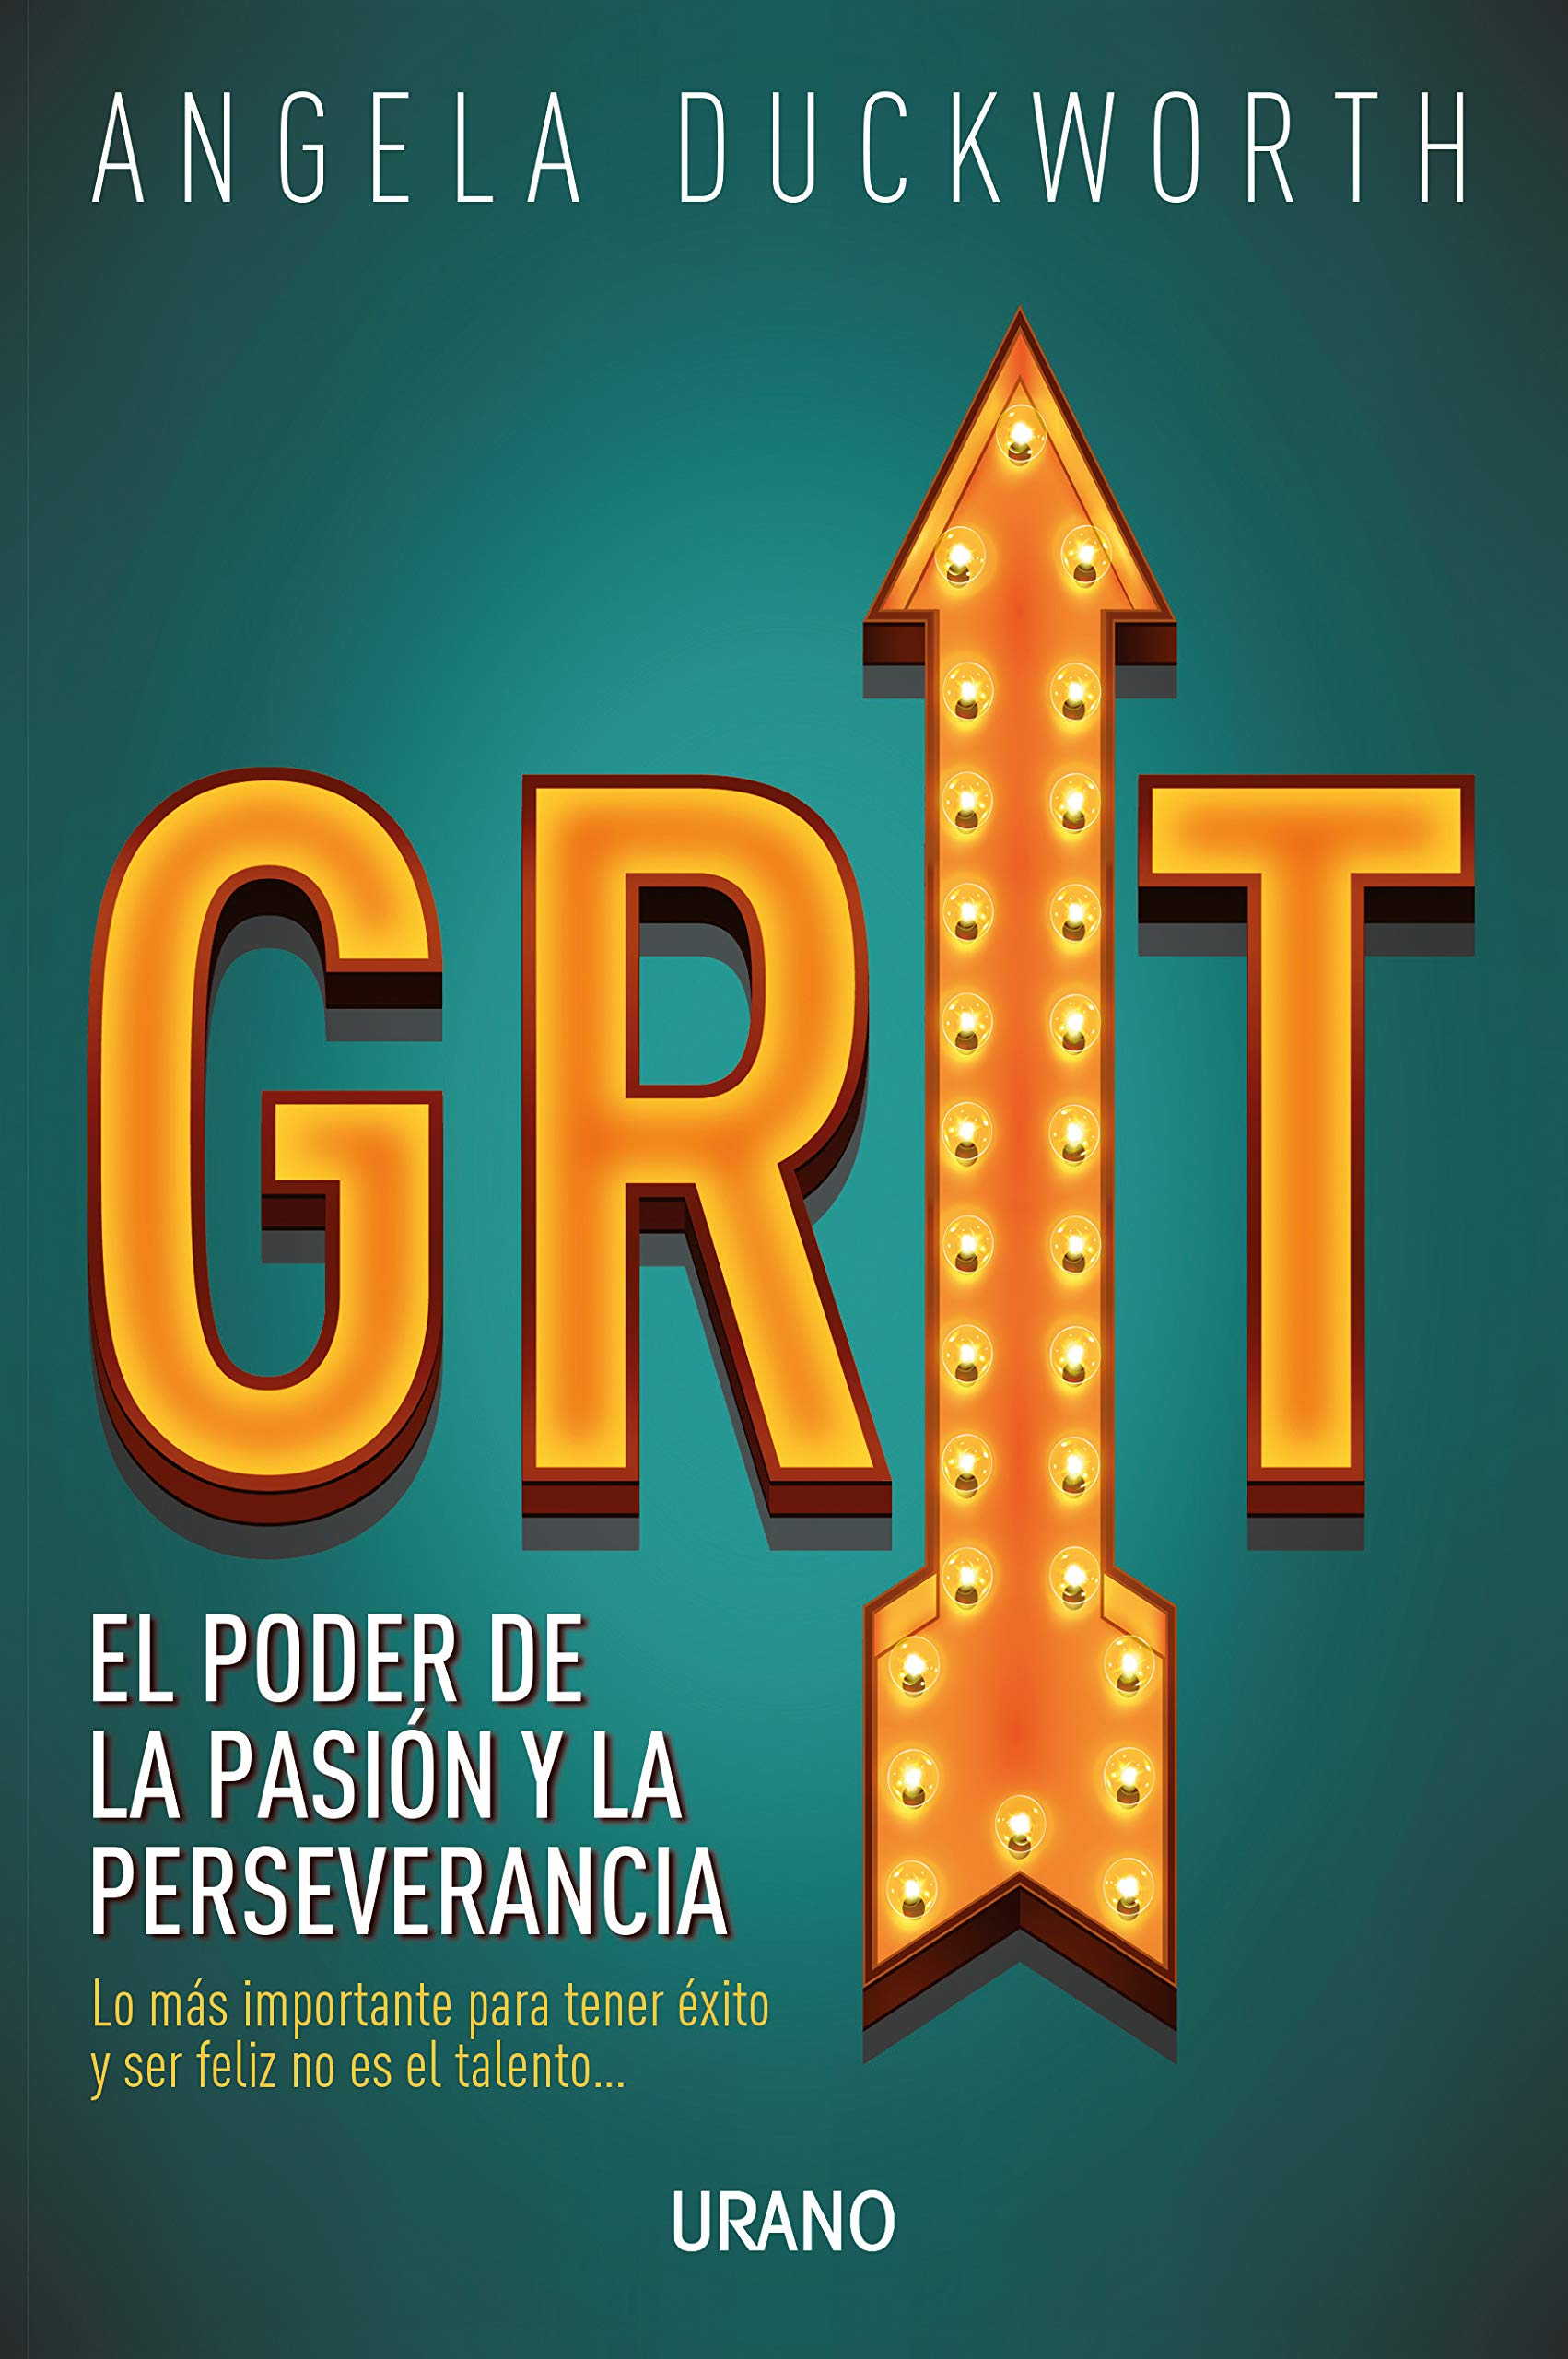 ANGELA DUCKWORTH
GRIT
EL PODER DE
LA PASIÓN Y LA
PERSEVERANCIA
Lo más importante para tener éxito
y ser feliz no es el talento...
URANO